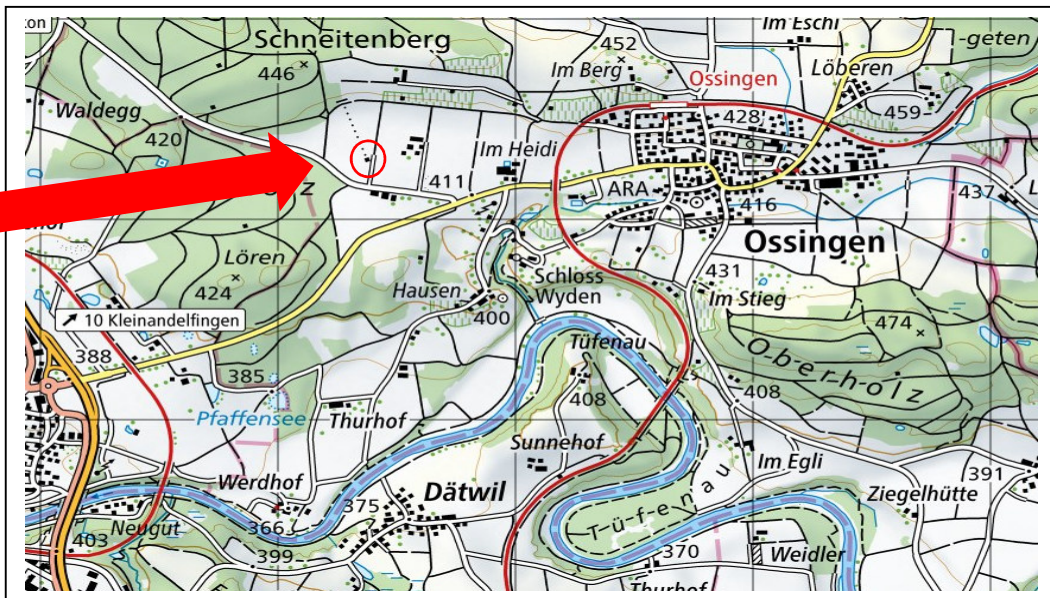 ton
Im Eschi
-geten
Schneitenberg
452
446
Im Berg
Ossingen
Löberen
Waldegg
459
420
428
Im Heidi
411
ARA
437
416
Ossingen
Lören
424
Schloss
Wyden
431
Hausen
400
Im Stieg
10 Kleinandelfingen
474
388
Tüfenau
O-b-e-r-h-o-l-z
385
408
408
Pfaffensee
Thurhof
Sunnehof
Im Egli
391
Werdhof
Dätwil
Ziegelhütte
375
T-ü-f-e-n-a-u
Neugut
366
403
399
370
Weidler
Thurhof